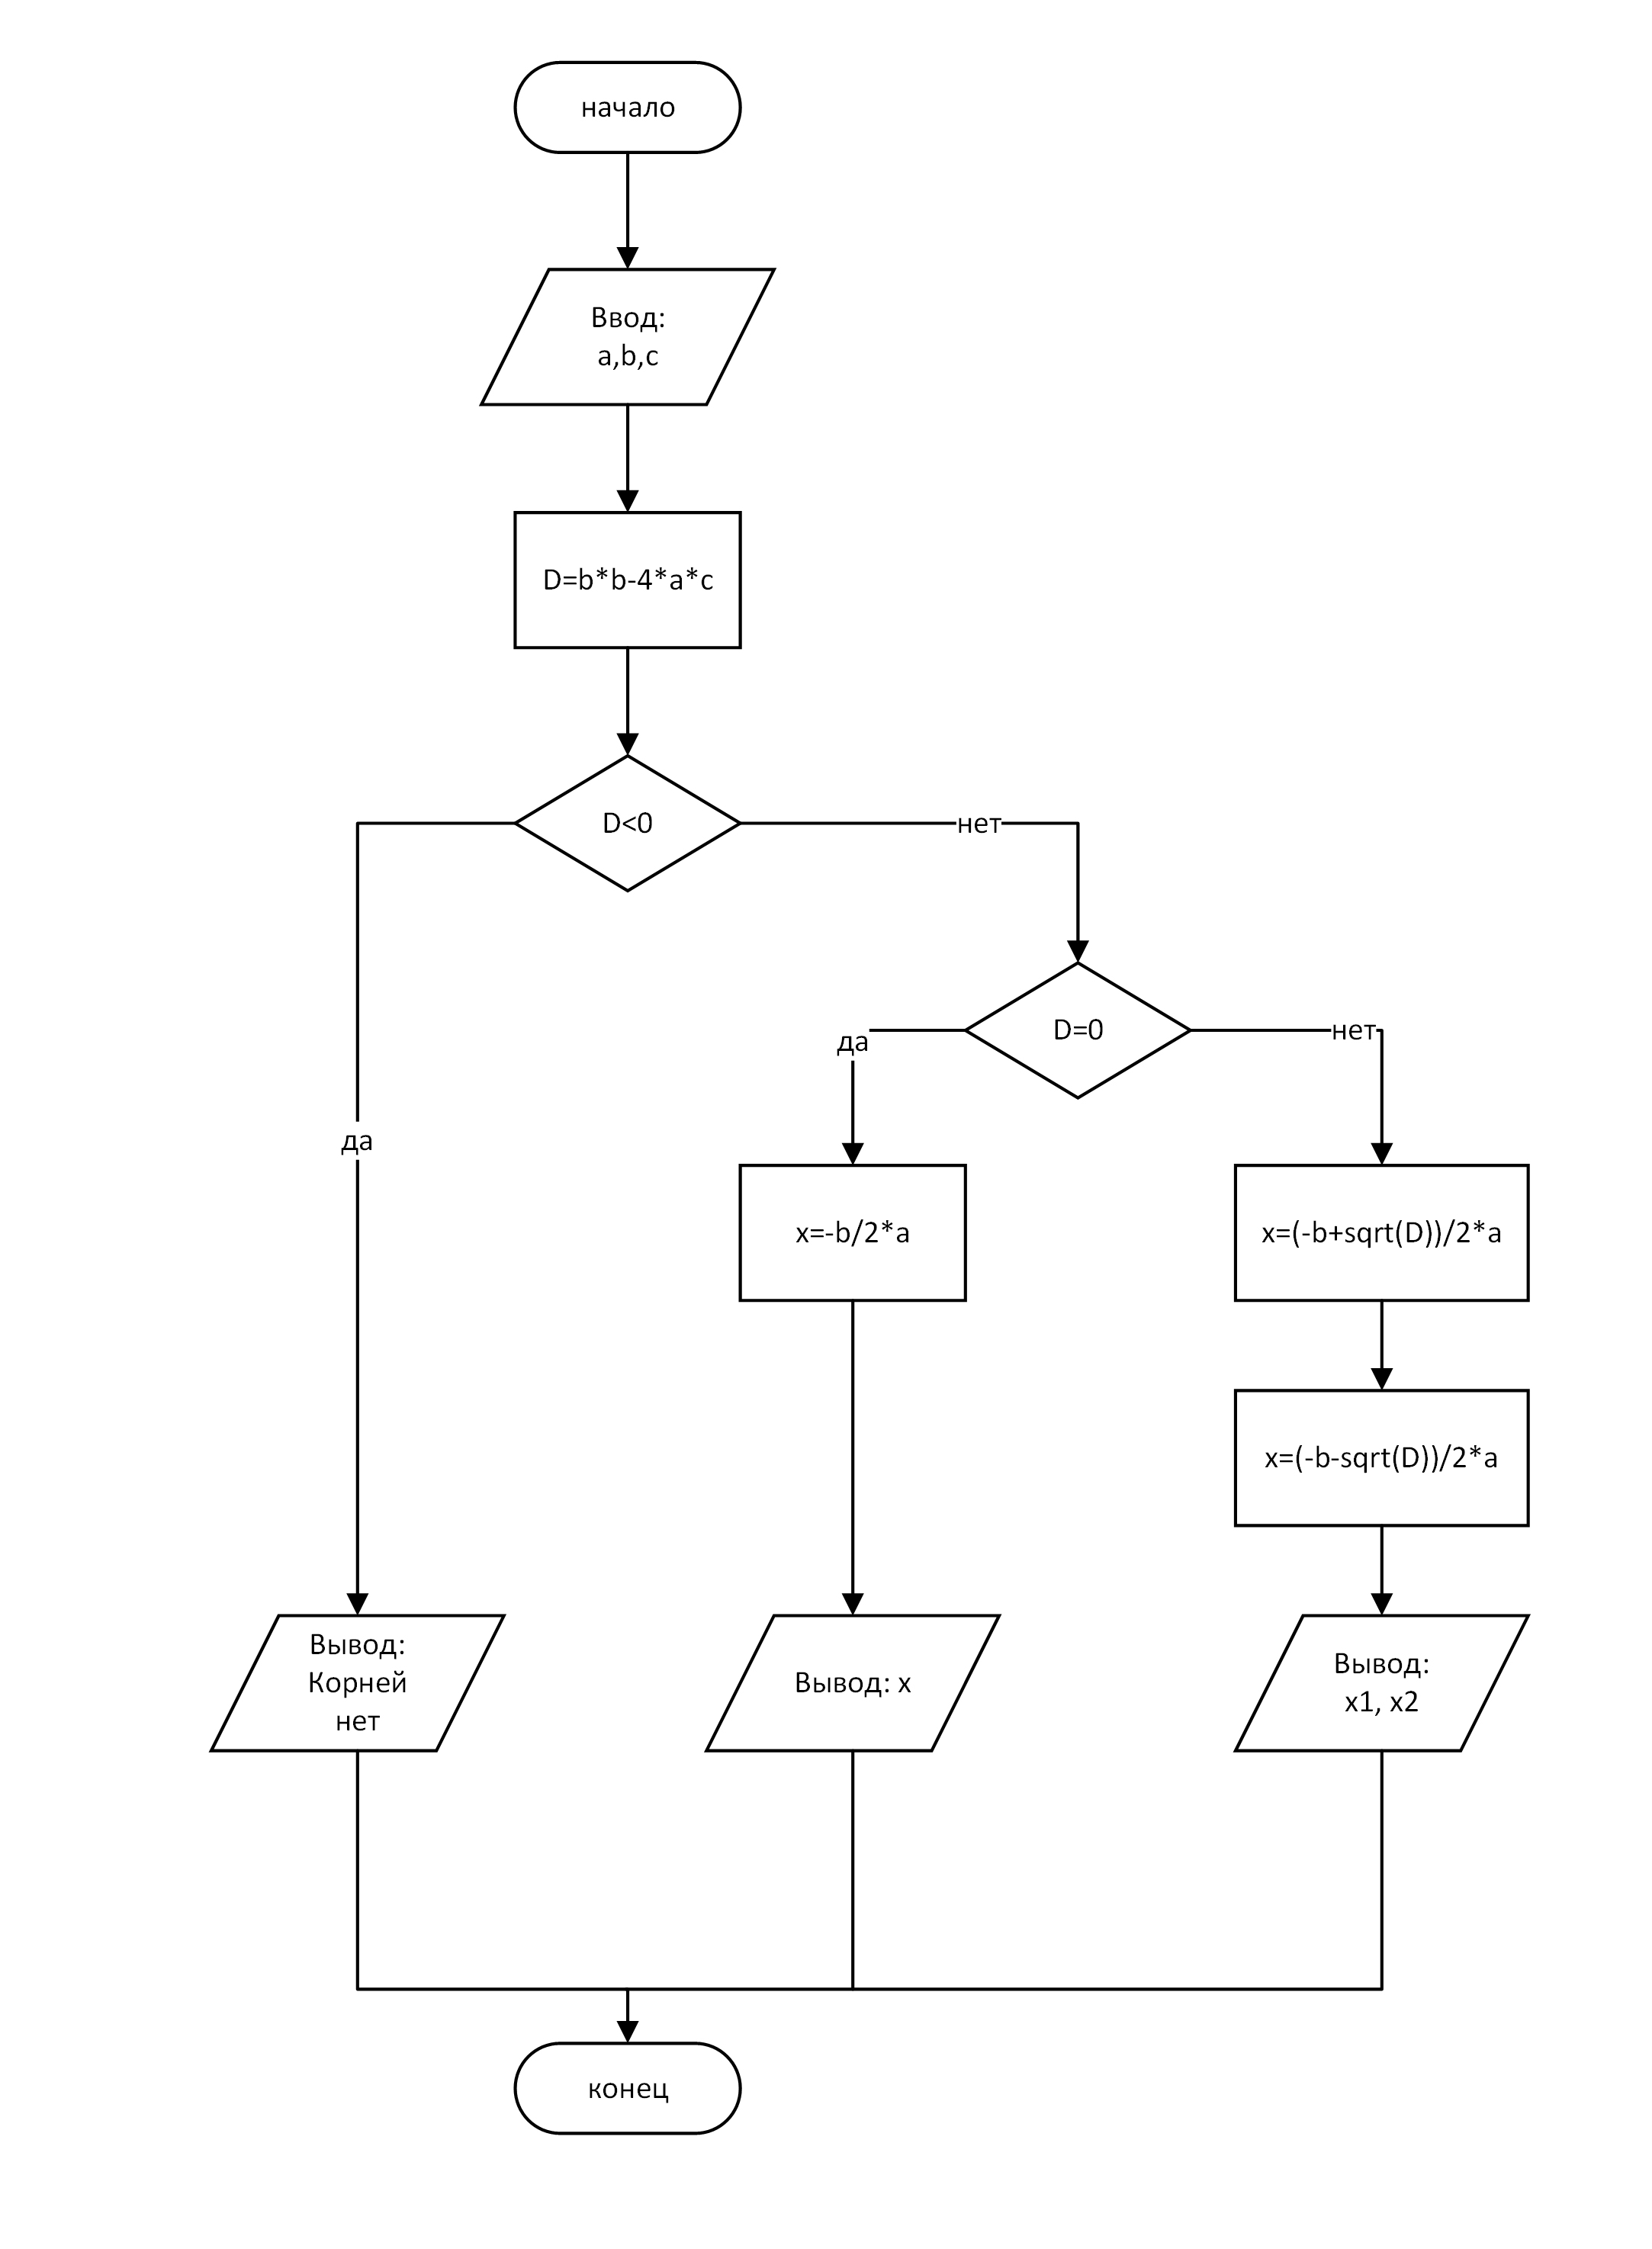 начало
Ввод:
a,b,c
D=b*b-4*a*c
D<0
нет
D=0
да
нет
да
x=-b/2*a
x=(-b+sqrt(D))/2*a
x=(-b-sqrt(D))/2*a
Вывод:
Корней
нет
Вывод: x
Вывод:
x1, x2
конец